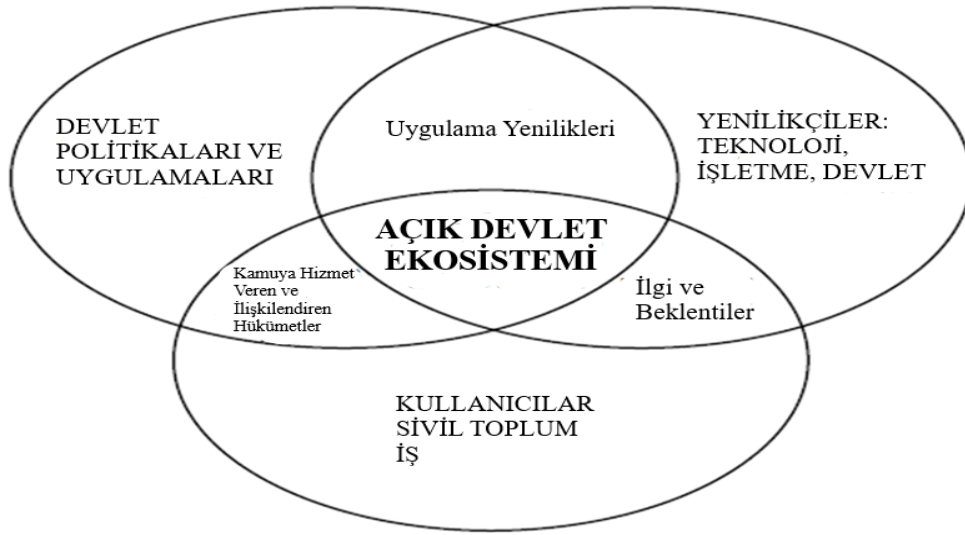 DEVLET
POLİTİKALARI VE
UYGULAMALARI
Uygulama Yenilikleri
YENİLİKÇİLER:
TEKNOLOJİ,
İŞLETME, DEVLET
AÇIK DEVLET
EKOSİSTEMİ
Kamuya Hizmet
Veren ve
İlişkilendiren
Hükümetler
İlgi ve
Beklentiler
KULLANICILAR
SİVİL TOPLUM
İŞ